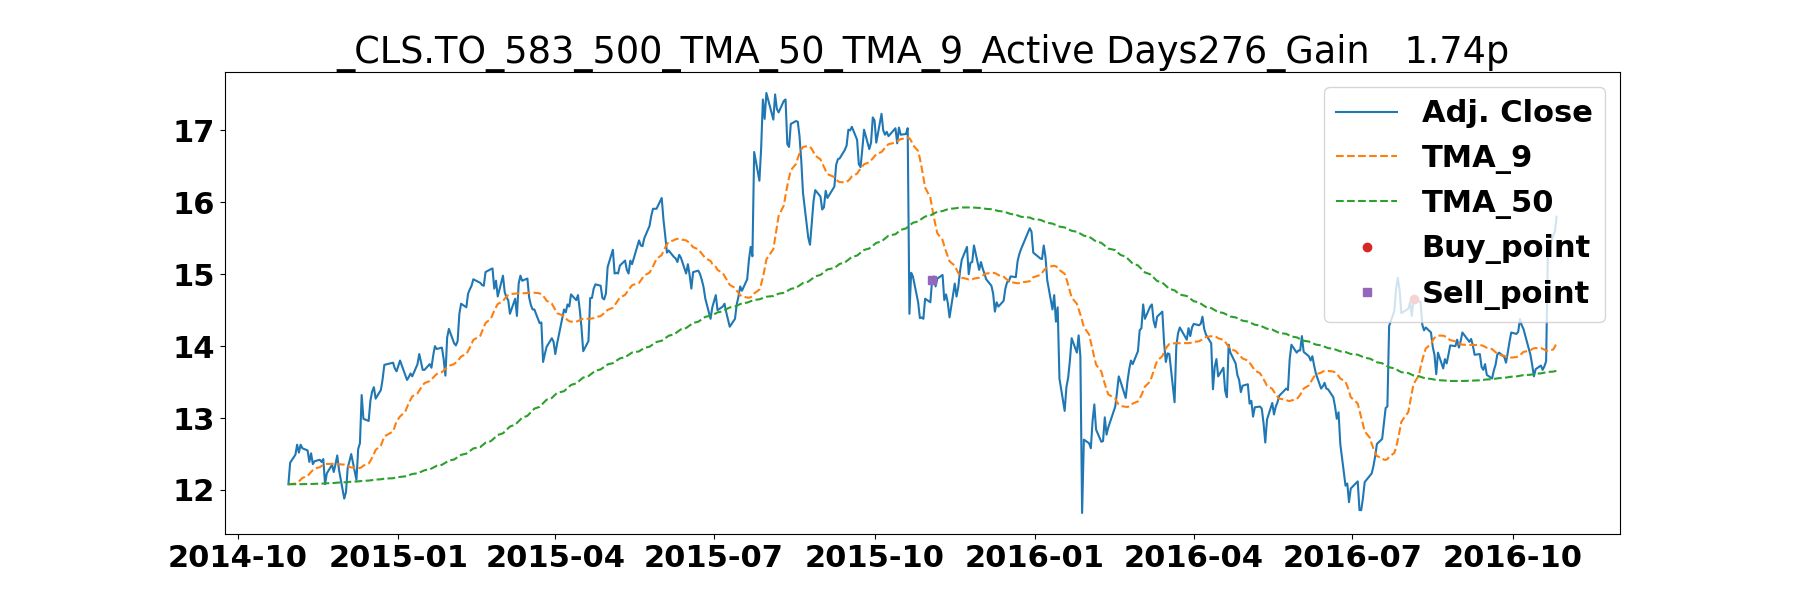 _CLS.TO_583_500_TMA_50_TMA_9_Active Days276_Gain   1.74p
17
16
15
14
13
12
Adj. Close
TMA_9
TMA_50
Buy_point
Sell_point
2014-10 2015-01 2015-04 2015-07 2015-10 2016-01 2016-04 2016-07 2016-10